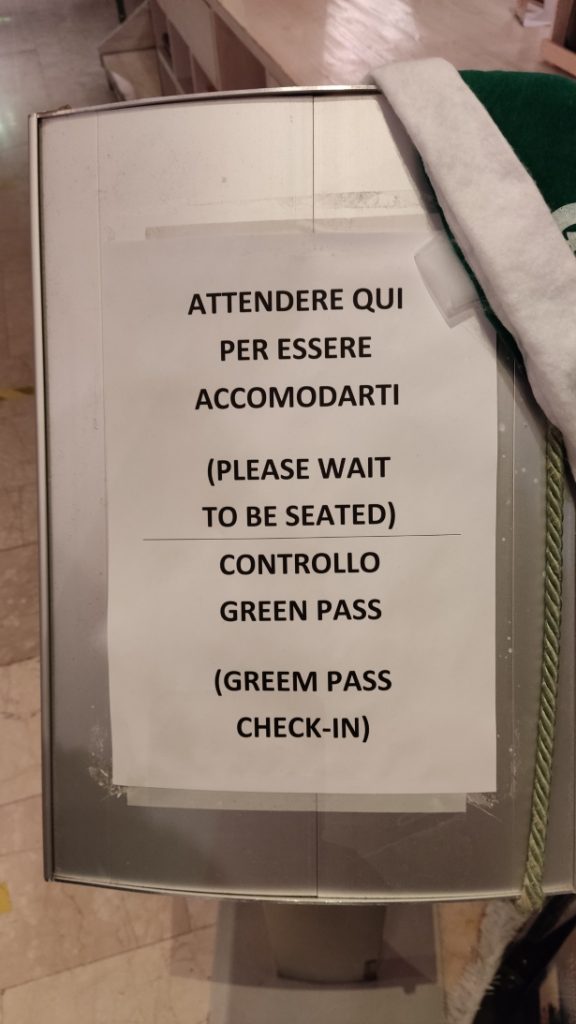 ATTENDERE QUI
PER ESSERE
ACCOMODARTI
(PLEASE WAIT
TO BE SEATED)
CONTROLLO
GREEN PASS
(GREEM PASS
CHECK-IN)